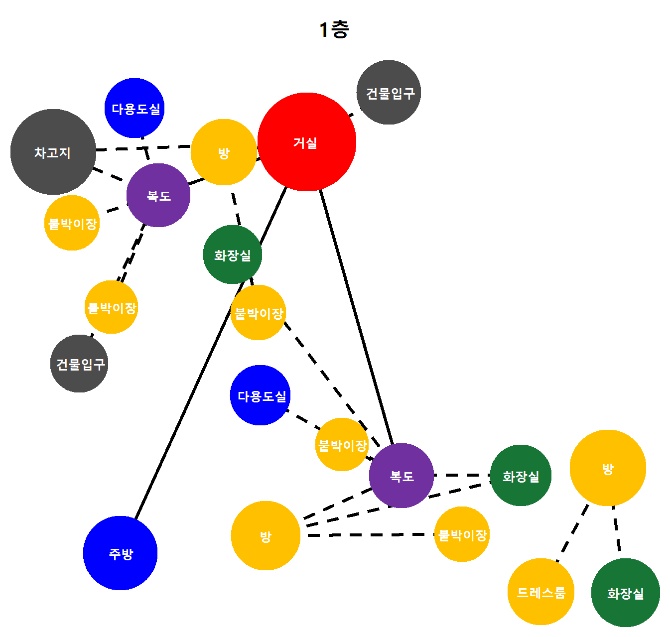 1층
건물입구
다용도실
거실
차고지
방
복도
붙박이장
화장실
붙박이장
붙박이장
건물입구
다용도실
붙박이장
복도
화장실
방
방
붙박이장
주방
드레스룸
화장실